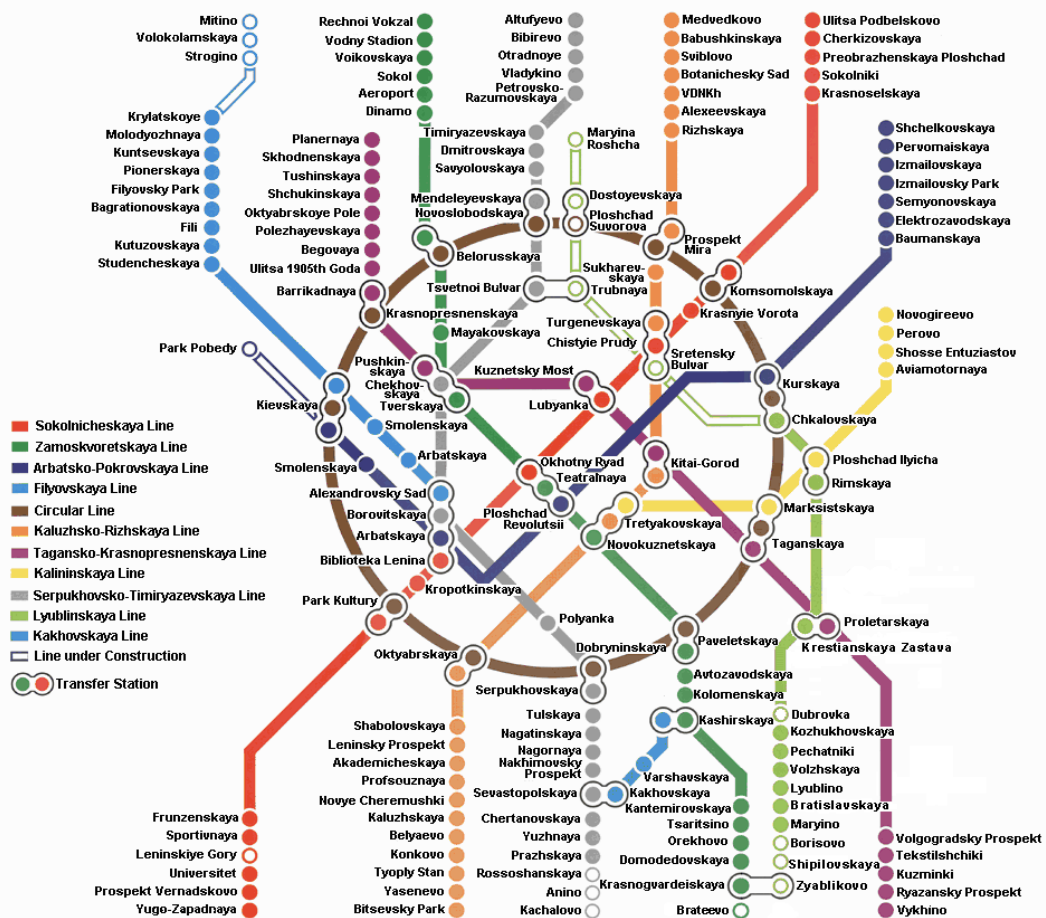 Mitino
Volokolamskaya
Strogino
Krylatskoye
Molodyozhnaya
Kuntsevskaya
Pionerskaya
Filyovsky Park
Bagrationovskaya
Fili
Kutuzovskaya
Studencheskaya
Park Pobedy
Kievskaya
Rechnoi Vokzal
Vodny Stadion
Voikovskaya
Sokol
Aeroport
Dinamo
Planernaya
Skhodnenskaya
Tushinskaya
Shchukinskaya
Oktyabrskoye Pole
Polezhayevskaya
Begovaya
Ulitsa 1905th Goda
Barrikadnaya
Krasnopresnenskaya
Belorusskaya
Mayakovskaya
Altufyevo
Bibirevo
Otradnoye
Vladykino
Petrovsko-
Razumovskaya
Timiryazevskaya
Dmitrovskaya
Savyolovskaya
Mendeleyevskaya
Novoslobodskaya
Tsvetnoi Bulvar
Maryina
Roshcha
Dostoyevskaya
Ploshchad
Suvorova
Trubnaya
Medvedkovo
Babushkinskaya
Sviblovo
Botanichesky Sad
VDNKh
Alexeevskaya
Rizhskaya
Prospekt
Mira
Sukharev-
skaya
Turgenevskaya
Chistyie Prudy
Sretensky
Bulvar
Ulitsa Podbelskovo
Cherkizovskaya
Preobrazhenskaya Ploshchad
Sokolniki
Krasnoselskaya
Komsomolskaya
Krasnyie Vorota
Shchelkovskaya
Pervomaiskaya
Izmailovskaya
Izmailovsky Park
Semyonovskaya
Elektrozavodskaya
Baumanskaya
Kurskaya
Chkalovskaya
Novogireevo
Perovo
Shosse Entuziastov
Aviamotornaya
Ploshchad Ilyicha
Rimskaya
Marksistskaya
Taganskaya
Pushkin-
skaya
Chekhov-
skaya
Tverskaya
Kuznetsky Most
Lubyanka
Kitai-Gorod
Smolenskaya
Arbatskaya
Smolenskaya
Alexandrovsky Sad
Borovitskaya
Arbatskaya
Biblioteka Lenina
Kropotkinskaya
Park Kultury
Okhotny Ryad
Teatralnaya
Ploshchad
Revolutsii
Tretyakovskaya
Novokuznetskaya
Polyanka
Oktyabrskaya
Dobryninskaya
Serpukhovskaya
Paveletskaya
Avtozavodskaya
Kolomenskaya
Kashirskaya
Varshavskaya
Kakhovskaya
Kantemirovskaya
Tsaritsino
Orekhovo
Domodedovskaya
Krasnogvardeiskaya
Brateevo
Proletarskaya
Krestianskaya Zastava
Dubrovka
Kozhukhovskaya
Pechatniki
Volzhskaya
Lyublino
Bratislavskaya
Maryino
Borisovo
Shipilovskaya
Zyablikovo
Volgogradsky Prospekt
Tekstilshchiki
Kuzminki
Ryazansky Prospekt
Vykhino
Tulskaya
Nagatinskaya
Nagornaya
Nakhimovsky
Prospekt
Sevastopolskaya
Chertanovskaya
Yuzhnaya
Prazhskaya
Rossoshanskaya
Anino
Kachalovo
Shabolovskaya
Leninsky Prospekt
Akademicheskaya
Profsouznaya
Novye Cheremushki
Kaluzhskaya
Belyaevo
Konkovo
Tyoply Stan
Yasenevo
Bitsevsky Park
Frunzenskaya
Sportivnaya
Leninskiye Gory
Universitet
Prospekt Vernadskovo
Yugo-Zapadnaya
Sokolnicheskaya Line
Zamoskvoretskaya Line
Arbatsko-Pokrovskaya Line
Filyovskaya Line
Circular Line
Kaluzhsko-Rizhskaya Line
Tagansko-Krasnopresnenskaya Line
Kalininskaya Line
Serpukhovsko-Timiryazevskaya Line
Lyublinskaya Line
Kakhovskaya Line
Line under Construction
Transfer Station